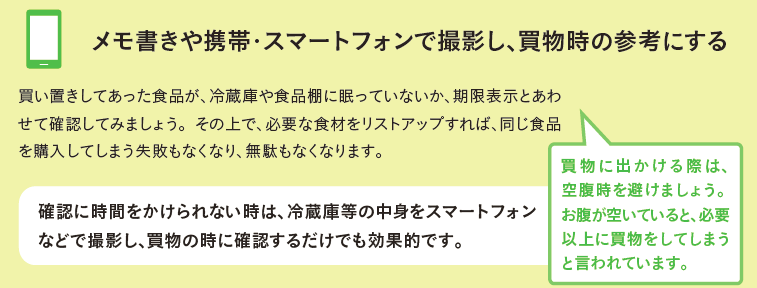 メモ書きや携帯・スマートフォンで撮影し、買物時の参考にする
買い置きしてあった食品が、冷蔵庫や食品棚に眠っていないか、期限表示とあわ
せて確認してみましょう。その上で、必要な食材をリストアップすれば、同じ食品
を購入してしまう失敗もなくなり、無駄もなくなります。
確認に時間をかけられない時は、冷蔵庫等の中身をスマートフォン
などで撮影し、買物の時に確認するだけでも効果的です。
買物に出かける際は、
空腹時を避けましょう。
お腹が空いていると、必要
以上に買物をしてしまう
と言われています。